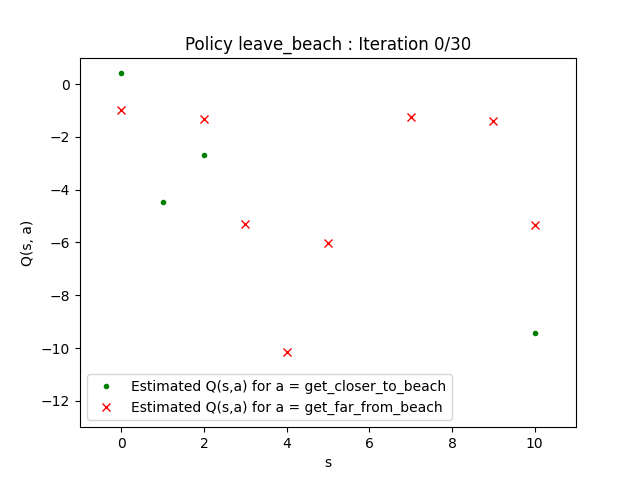 Policy leave_beach : Iteration 0/30
Q(s, a)
0
−2
−4
−6
−8
−10
−12
Estimated Q(s,a) for a = get_closer_to_beach
Estimated Q(s,a) for a = get_far_from_beach
0 2 4 6 8 10
s